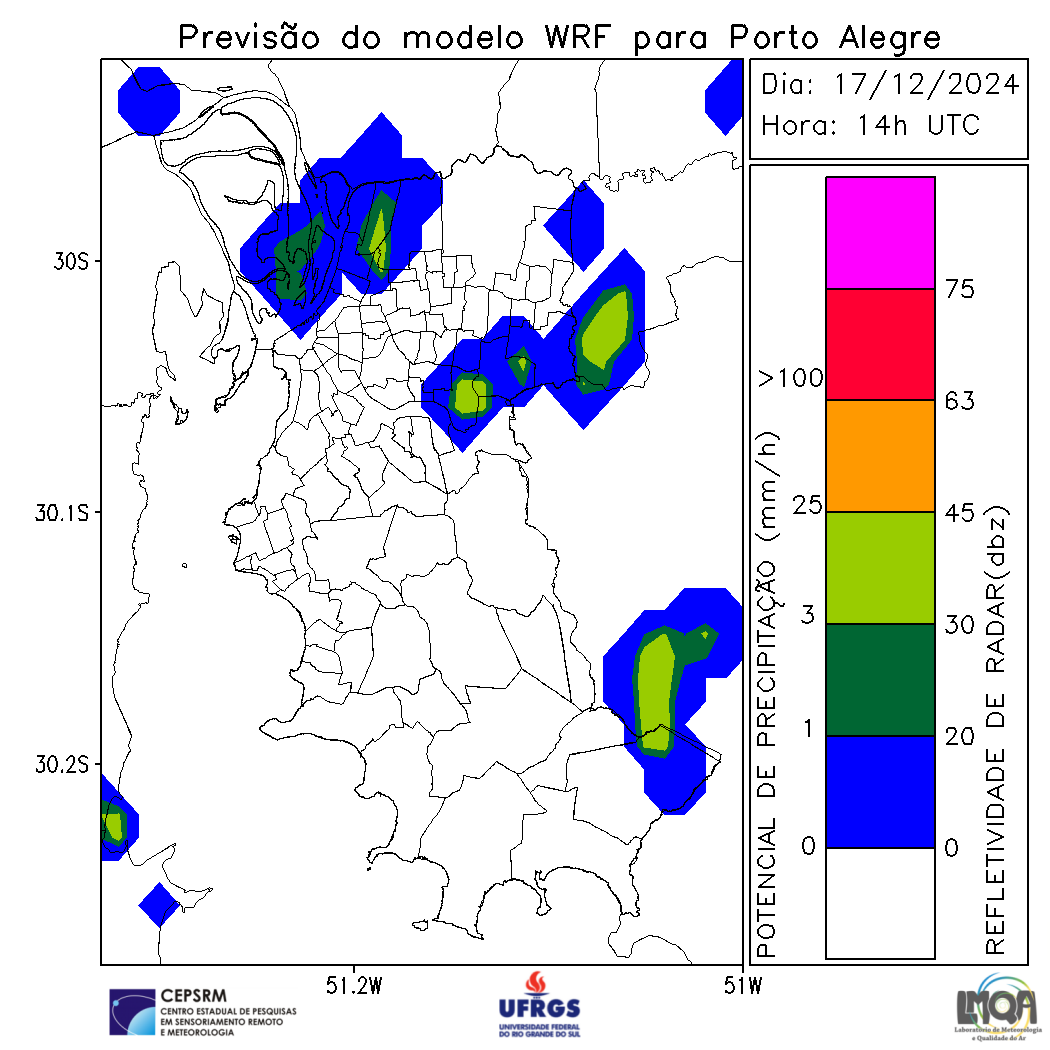 Previsão do modelo WRF para Porto Alegre
Dia: 17/12/2024
Hora: 14h UTC
30S
30.1S
30.2S
51.2W
51W
POTENCIAL DE PRECIPITAÇÃO (mm/h)
>100
25
3
1
0
75
63
45
30
20
0
REFLETIVIDADE DE RADAR(dbz)
CEPSRM
CENTRO ESTADUAL DE PESQUISAS
EM SENSORIAMENTO REMOTO
E METEOROLOGIA
UFRGS
UNIVERSIDADE FEDERAL
DO RIO GRANDE DO SUL
LMQA
Laboratório de Meteorologia
e Qualidade do Ar